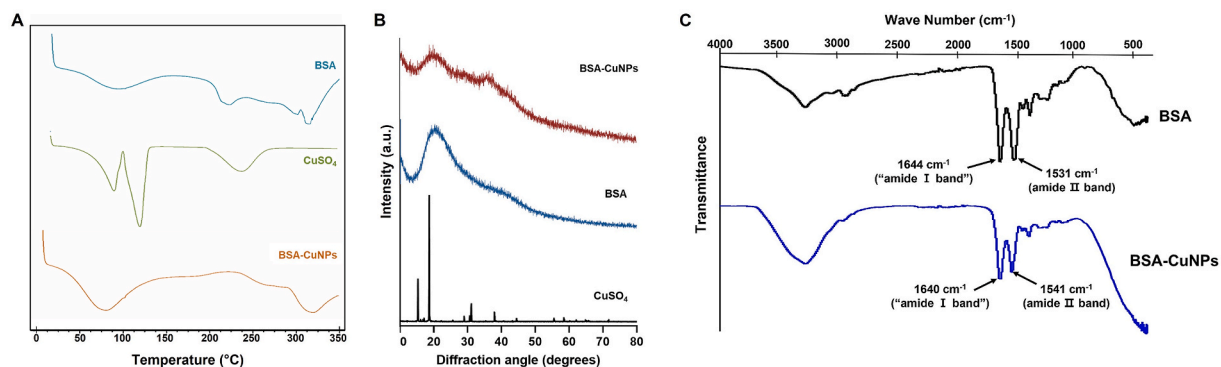 A
BSA
CuSO₄
BSA-CuNPs
0 50 100 150 200 250 300 350
Temperature (°C)
B
BSA-CuNPs
BSA
CuSO₄
Intensity (a.u.)
0 10 20 30 40 50 60 70 80
Diffraction angle (degrees)
C
Wave Number (cm⁻¹)
4000 3000 2000 1500 1000 500
BSA
1644 cm⁻¹
("amide I band")
1531 cm⁻¹
(amide II band)
Transmittance
BSA-CuNPs
1640 cm⁻¹
("amide I band")
1541 cm⁻¹
(amide II band)